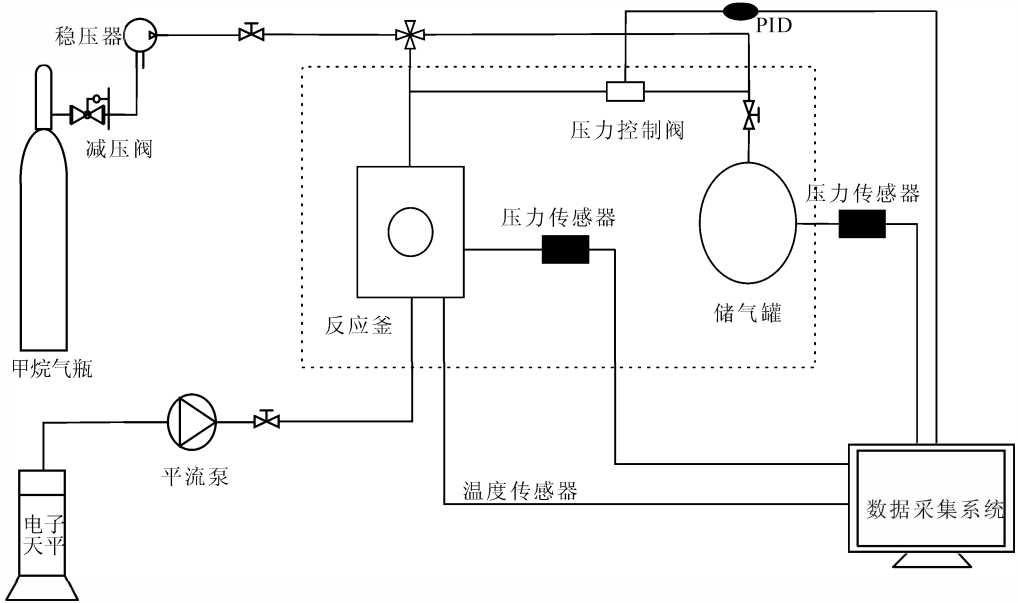 PID
稳压器
压力控制阀
减压阀
压力传感器
压力传感器
储气罐
反应釜
甲烷气瓶
平流泵
温度传感器
数据采集系统
电子
天平